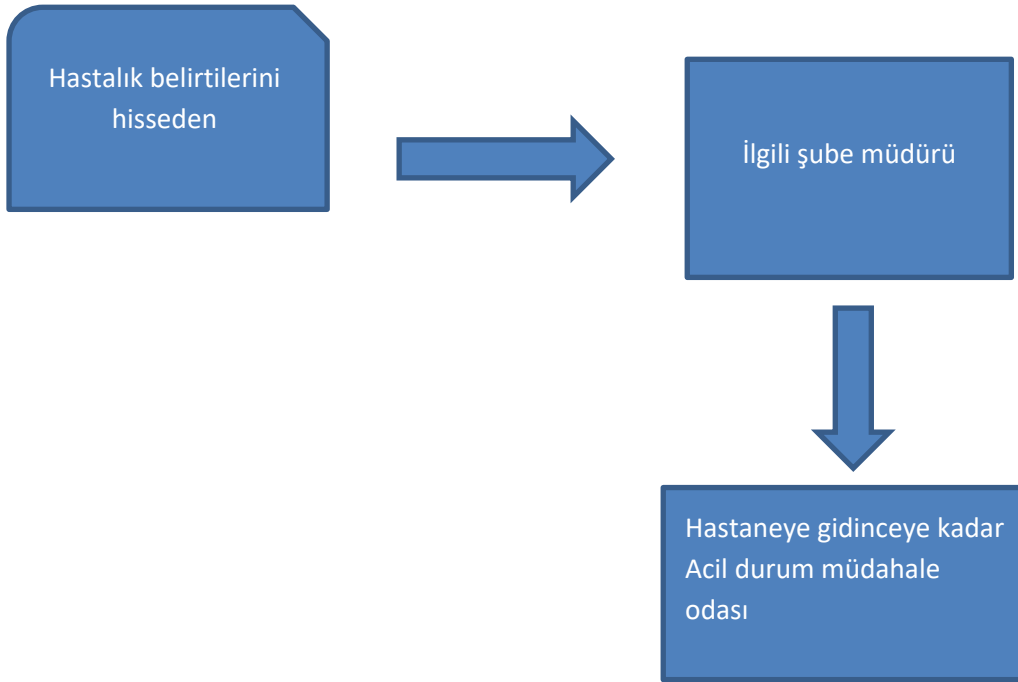 Hastalık belirtilerini
hisseden
İlgili şube müdürü
Hastaneye gidinceye kadar
Acil durum müdahale
odası